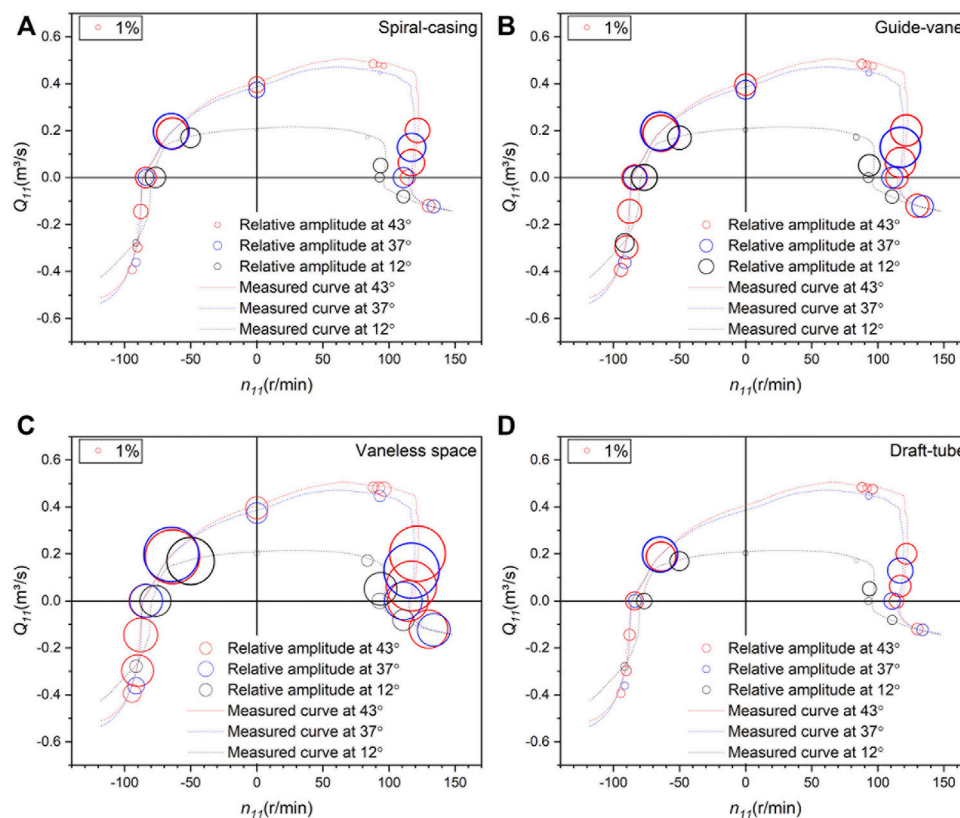 A
1%
Spiral-casing
0.6
0.4
0.2
0.0
-0.2
-0.4
-0.6
Q11(m³/s)
Relative amplitude at 43°
Relative amplitude at 37°
Relative amplitude at 12°
Measured curve at 43°
Measured curve at 37°
Measured curve at 12°
-100 -50 0 50 100 150
n11(r/min)
B
1%
Guide-vane
0.6
0.4
0.2
0.0
-0.2
-0.4
-0.6
Q11(m³/s)
Relative amplitude at 43°
Relative amplitude at 37°
Relative amplitude at 12°
Measured curve at 43°
Measured curve at 37°
Measured curve at 12°
-100 -50 0 50 100 150
n11(r/min)
C
1%
Vaneless space
0.6
0.4
0.2
0.0
-0.2
-0.4
-0.6
Q11(m³/s)
Relative amplitude at 43°
Relative amplitude at 37°
Relative amplitude at 12°
Measured curve at 43°
Measured curve at 37°
Measured curve at 12°
-100 -50 0 50 100 150
n11(r/min)
D
1%
Draft-tube
0.6
0.4
0.2
0.0
-0.2
-0.4
-0.6
Q11(m³/s)
Relative amplitude at 43°
Relative amplitude at 37°
Relative amplitude at 12°
Measured curve at 43°
Measured curve at 37°
Measured curve at 12°
-100 -50 0 50 100 150
n11(r/min)